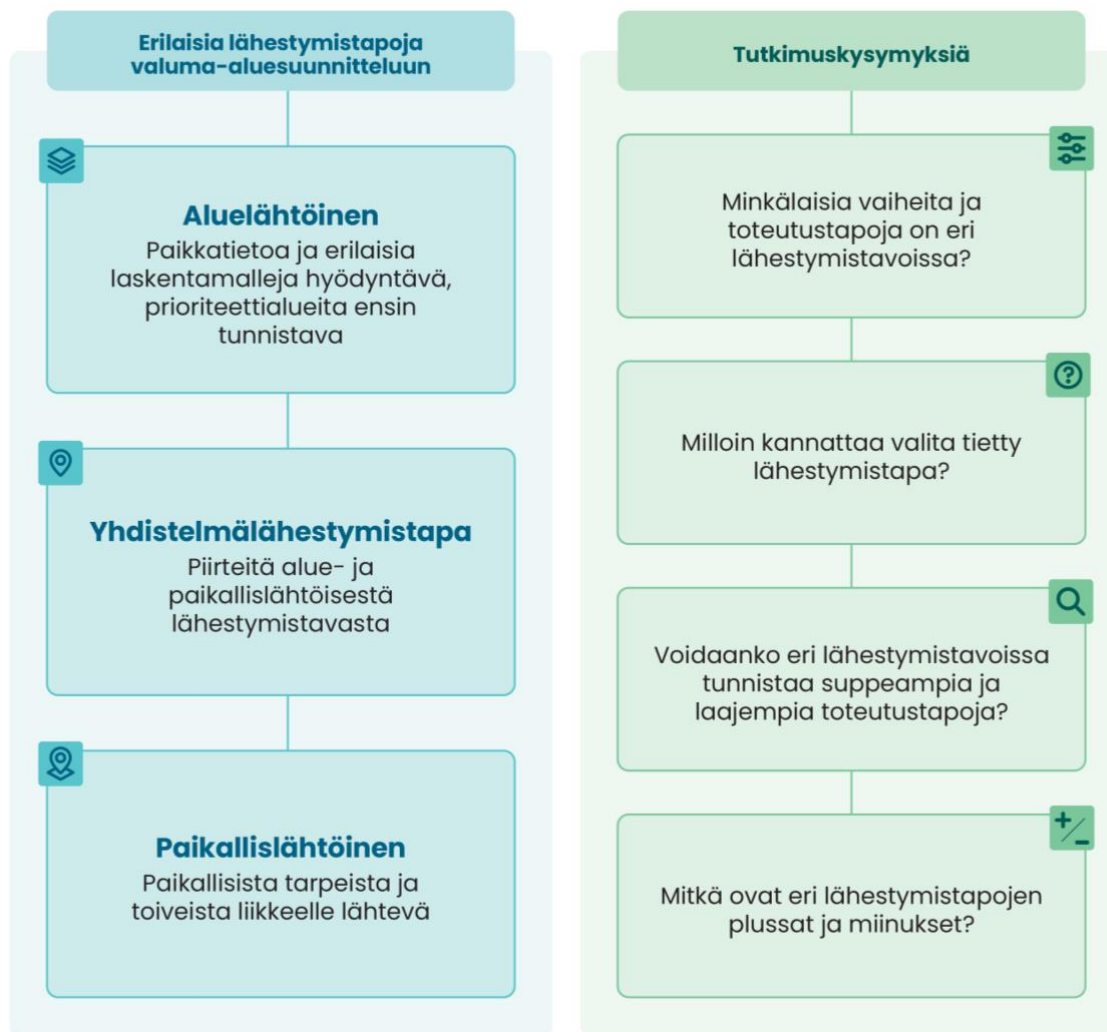 Erilaisia lähestymistapoja
valuma-aluesuunnitteluun
Aluelähtöinen
Paikkatietoa ja erilaisia
laskentamalleja hyödyntävä,
prioriteettialueita ensin
tunnistava
Yhdistelmälähestymistapa
Piirteitä alue- ja
paikallislähtöisestä
lähestymistavasta
Paikallislähtöinen
Paikallisista tarpeista ja
toiveista liikkeelle lähtevä
Tutkimuskysymyksiä
Minkälaisia vaiheita ja
toteutustapoja on eri
lähestymistavoissa?
Milloin kannattaa valita tietty
lähestymistapa?
Voidaanko eri lähestymistavoissa
tunnistaa suppeampia ja
laajempia toteutustapoja?
Mitkä ovat eri lähestymistapojen
plussat ja miinukset?